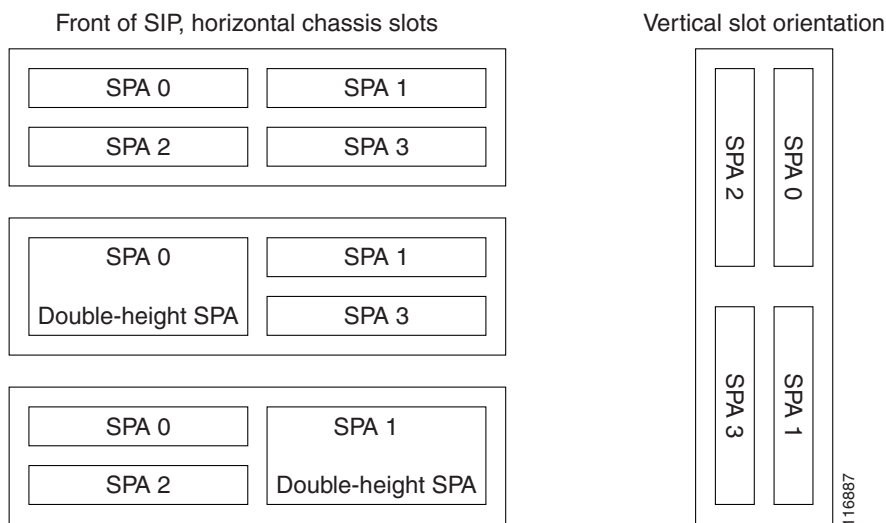 Front of SIP, horizontal chassis slots
SPA 0
SPA 1
SPA 2
SPA 3
SPA 0
Double-height SPA
SPA 1
SPA 3
SPA 0
SPA 2
SPA 1
Double-height SPA
Vertical slot orientation
SPA 2
SPA 0
SPA 3
SPA 1
116887